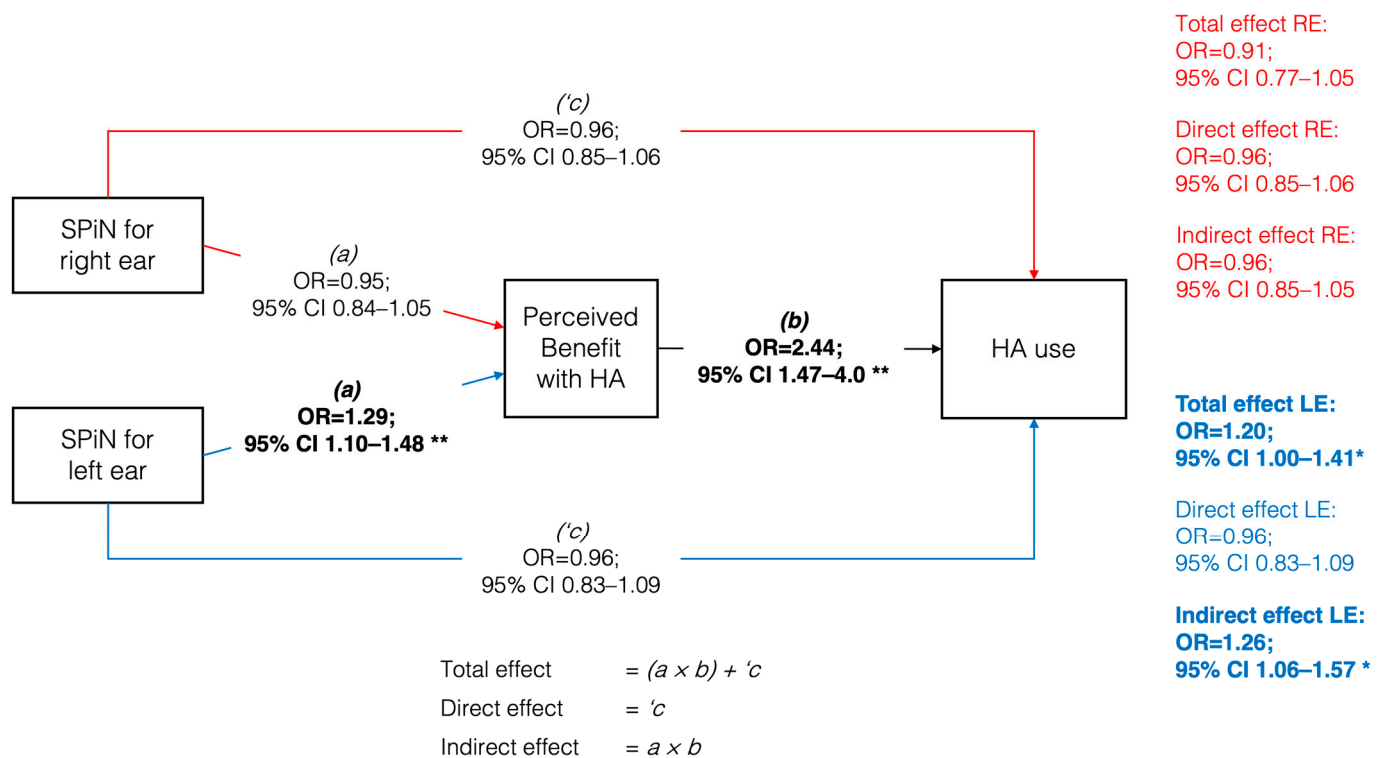 Total effect RE:
OR=0.91;
95% CI 0.77–1.05
(‘c)
OR=0.96;
95% CI 0.85–1.06
Direct effect RE:
OR=0.96;
95% CI 0.85–1.06
SPiN for
right ear
Indirect effect RE:
OR=0.96;
95% CI 0.85–1.05
(a)
OR=0.95;
95% CI 0.84–1.05
Perceived
Benefit
with HA
(b)
OR=2.44;
95% CI 1.47–4.0 **
HA use
(a)
OR=1.29;
95% CI 1.10–1.48 **
SPiN for
left ear
Total effect LE:
OR=1.20;
95% CI 1.00–1.41*
(‘c)
OR=0.96;
95% CI 0.83–1.09
Direct effect LE:
OR=0.96;
95% CI 0.83–1.09
Indirect effect LE:
OR=1.26;
95% CI 1.06–1.57 *
Total effect = (a × b) + ‘c
Direct effect = ‘c
Indirect effect = a × b